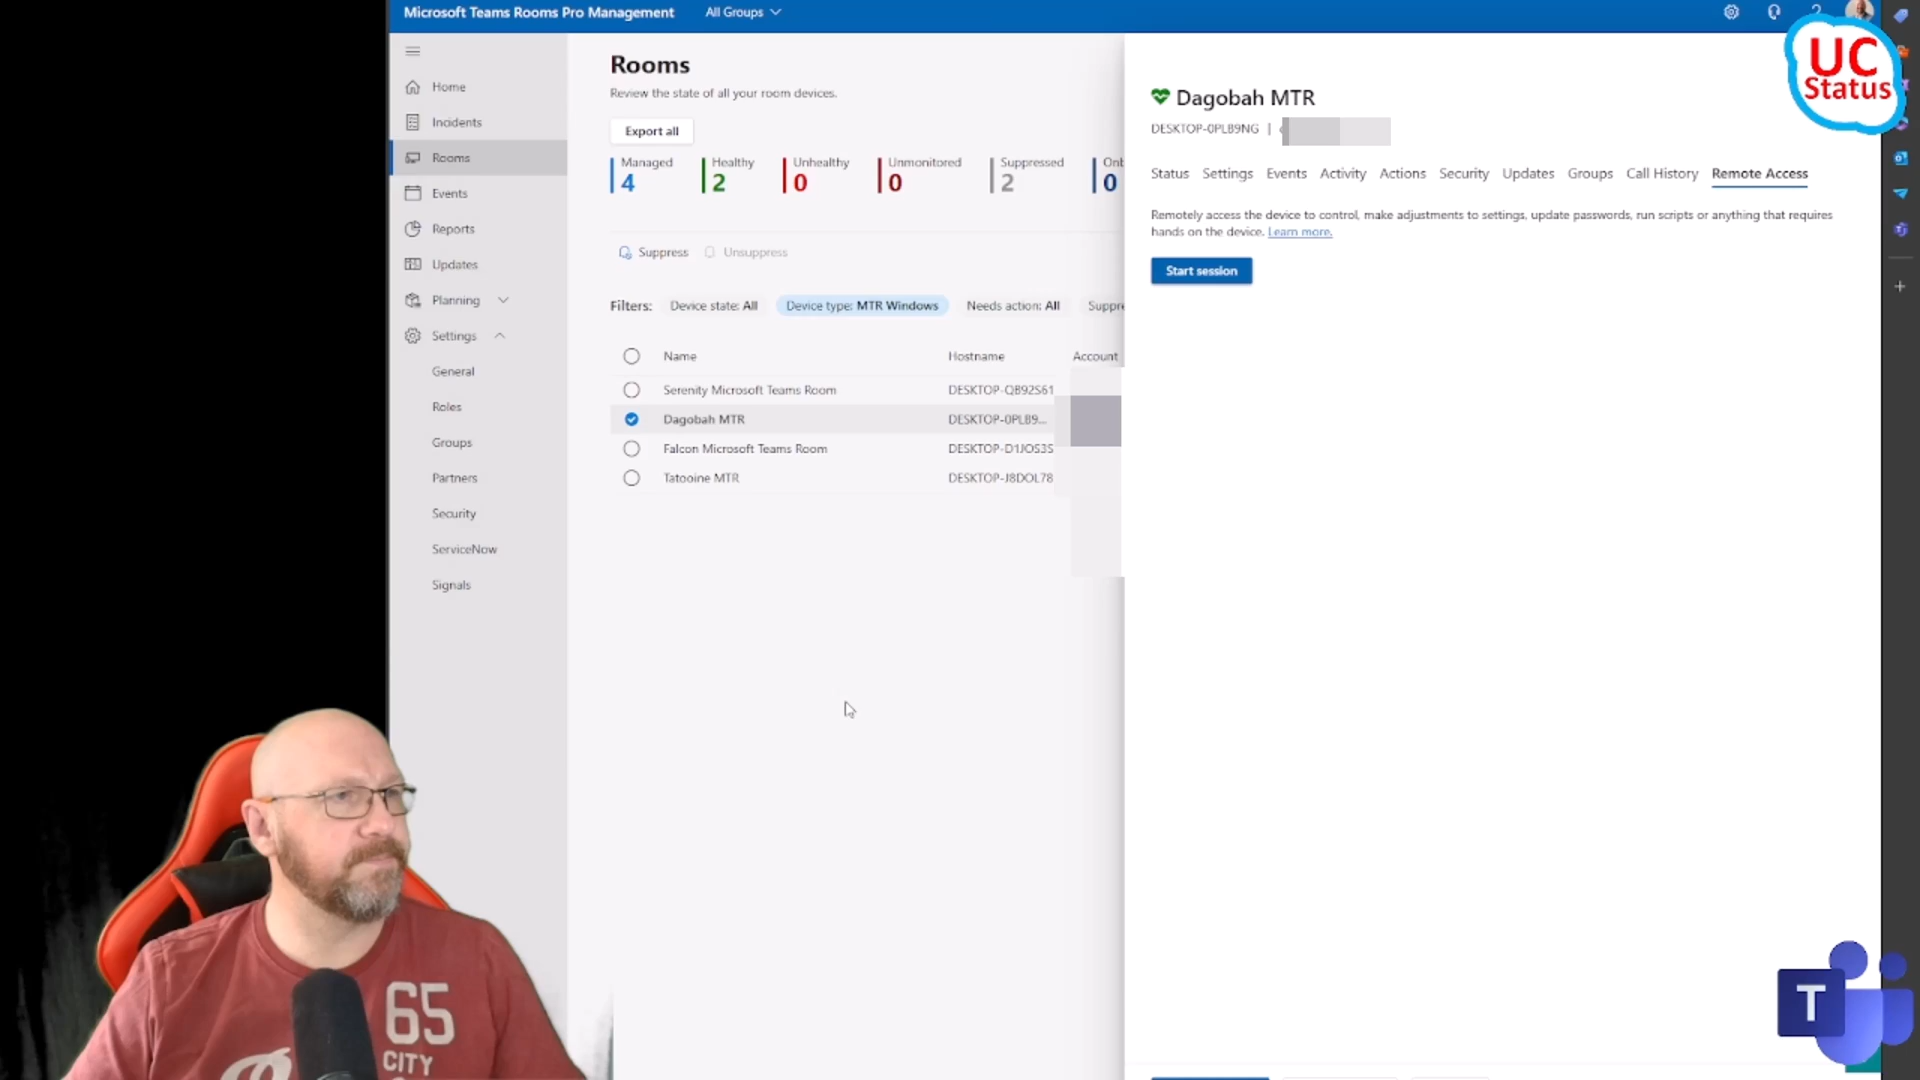 Microsoft Teams Rooms Pro Management
All Groups
?
Home
Incidents
Rooms
Events
Reports
Updates
Planning
Settings
General
Roles
Groups
Partners
Security
ServiceNow
Signals
Rooms
Review the state of all your room devices.
Export all
Managed Healthy Unhealthy Unmonitored Suppressed Onb
4 2 0 0 2 0
Suppress Unsuppress
Filters: Device state: All Device type: MTR Windows Needs action: All Suppre
Name Hostname Account
Serenity Microsoft Teams Room DESKTOP-QB92S61
Dagobah MTR DESKTOP-0PLB9...
Falcon Microsoft Teams Room DESKTOP-D1JOS3S
Tatooine MTR DESKTOP-J8DOL78
Dagobah MTR
DESKTOP-0PLB9NG |
Status Settings Events Activity Actions Security Updates Groups Call History Remote Access
Remotely access the device to control, make adjustments to settings, update passwords, run scripts or anything that requires
hands on the device. Learn more.
Start session
UC
Status
65
CITY
T